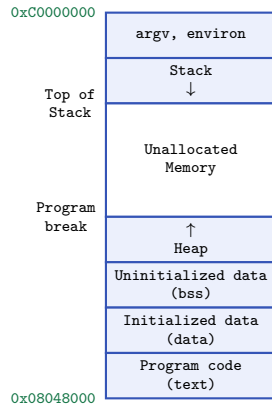 0xC0000000
argv, environ
Stack
↓
Top of
Stack
Unallocated
Memory
Program
break
↑
Heap
Uninitialized data
(bss)
Initialized data
(data)
Program code
(text)
0x08048000